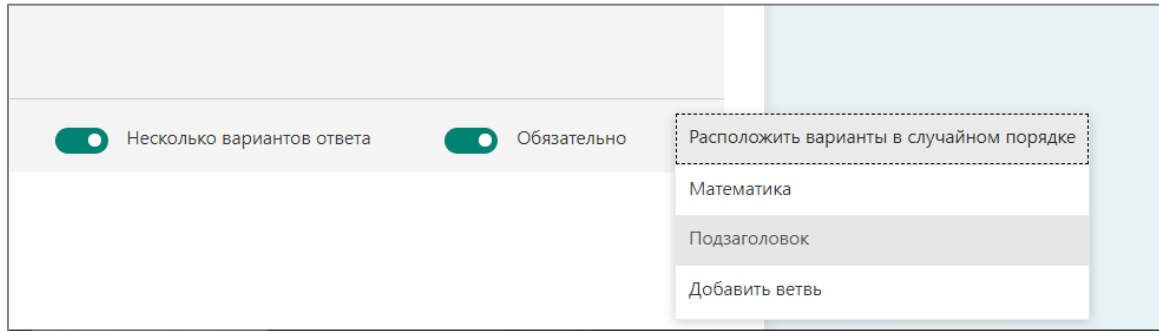 Несколько вариантов ответа
Обязательно
Расположить варианты в случайном порядке
Математика
Подзаголовок
Добавить ветвь